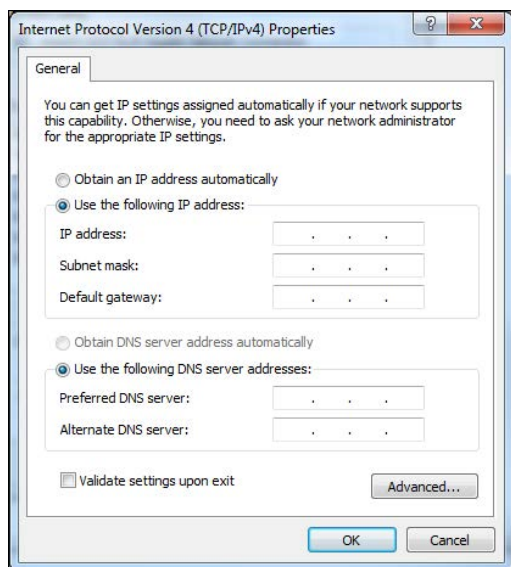 Internet Protocol Version 4 (TCP/IPv4) Properties
General
You can get IP settings assigned automatically if your network supports
this capability. Otherwise, you need to ask your network administrator
for the appropriate IP settings.
Obtain an IP address automatically
Use the following IP address:
IP address:
Subnet mask:
Default gateway:
Obtain DNS server address automatically
Use the following DNS server addresses:
Preferred DNS server:
Alternate DNS server:
Validate settings upon exit
Advanced...
OK
Cancel